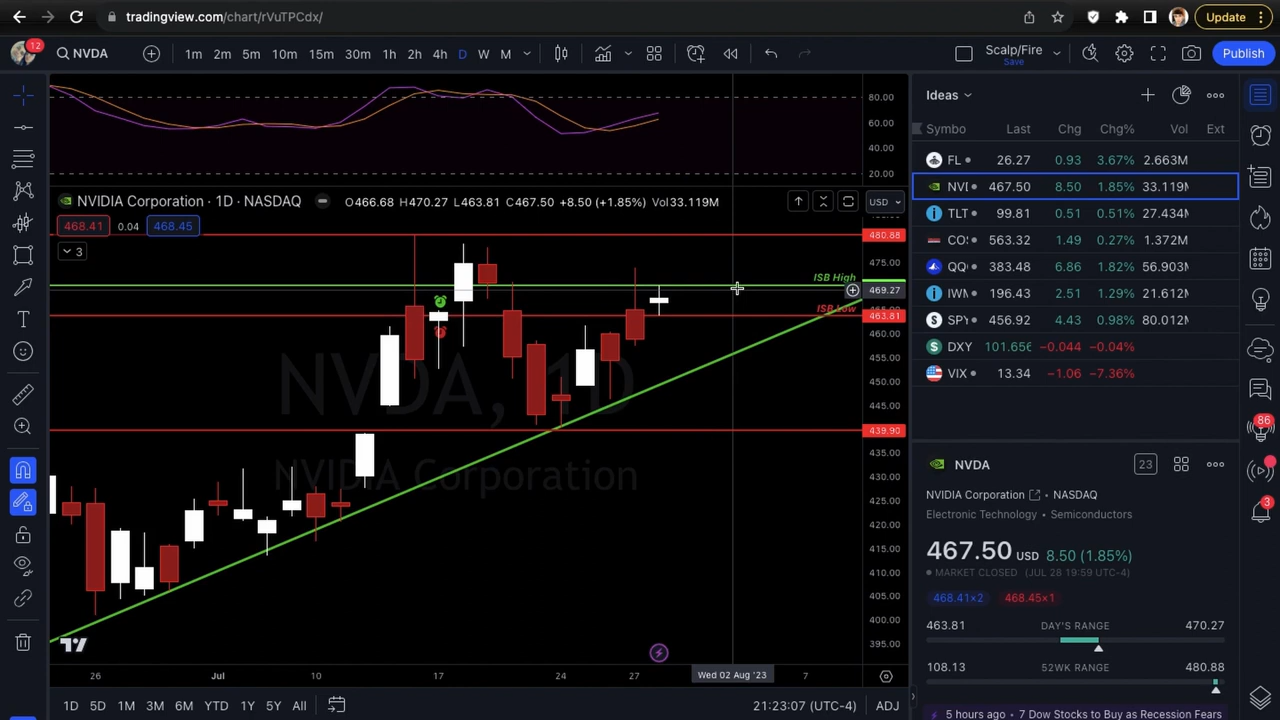 tradingview.com/chart/rVuTPCdx/
Update
12
NVDA
1m 2m 5m 10m 15m 30m 1h 2h 4h D W M
Scalp/Fire
Save
Publish
80.00
60.00
40.00
20.00
NVIDIA Corporation · 1D · NASDAQ
O466.68 H470.27 L463.81 C467.50 +8.50 (+1.85%) Vol33.119M
USD
468.41 0.04 468.45
3
480.88
475.00
ISB High
469.27
ISB Low
463.81
460.00
455.00
450.00
445.00
439.90
435.00
430.00
425.00
420.00
415.00
410.00
405.00
400.00
395.00
NVDA, 1D
NVIDIA Corporation
26 Jul 10 17 24 27 Wed 02 Aug '23 7
1D 5D 1M 3M 6M YTD 1Y 5Y All
21:23:07 (UTC-4) ADJ
Ideas
Symbo Last Chg Chg% Vol Ext
FL 26.27 0.93 3.67% 2.663M
NVI 467.50 8.50 1.85% 33.119M
TLT 99.81 0.51 0.51% 27.434M
COS 563.32 1.49 0.27% 1.372M
QQ 383.48 6.86 1.82% 56.903M
IWM 196.43 2.51 1.29% 21.612M
SPY 456.92 4.43 0.98% 80.012M
DXY 101.656 −0.044 −0.04%
VIX 13.34 −1.06 −7.36%
NVDA
23
NVIDIA Corporation • NASDAQ
Electronic Technology • Semiconductors
467.50 USD 8.50 (1.85%)
MARKET CLOSED (JUL 28 19:59 UTC-4)
468.41×2 468.45×1
463.81 DAY'S RANGE 470.27
108.13 52WK RANGE 480.88
5 hours ago • 7 Dow Stocks to Buy as Recession Fears
86
3